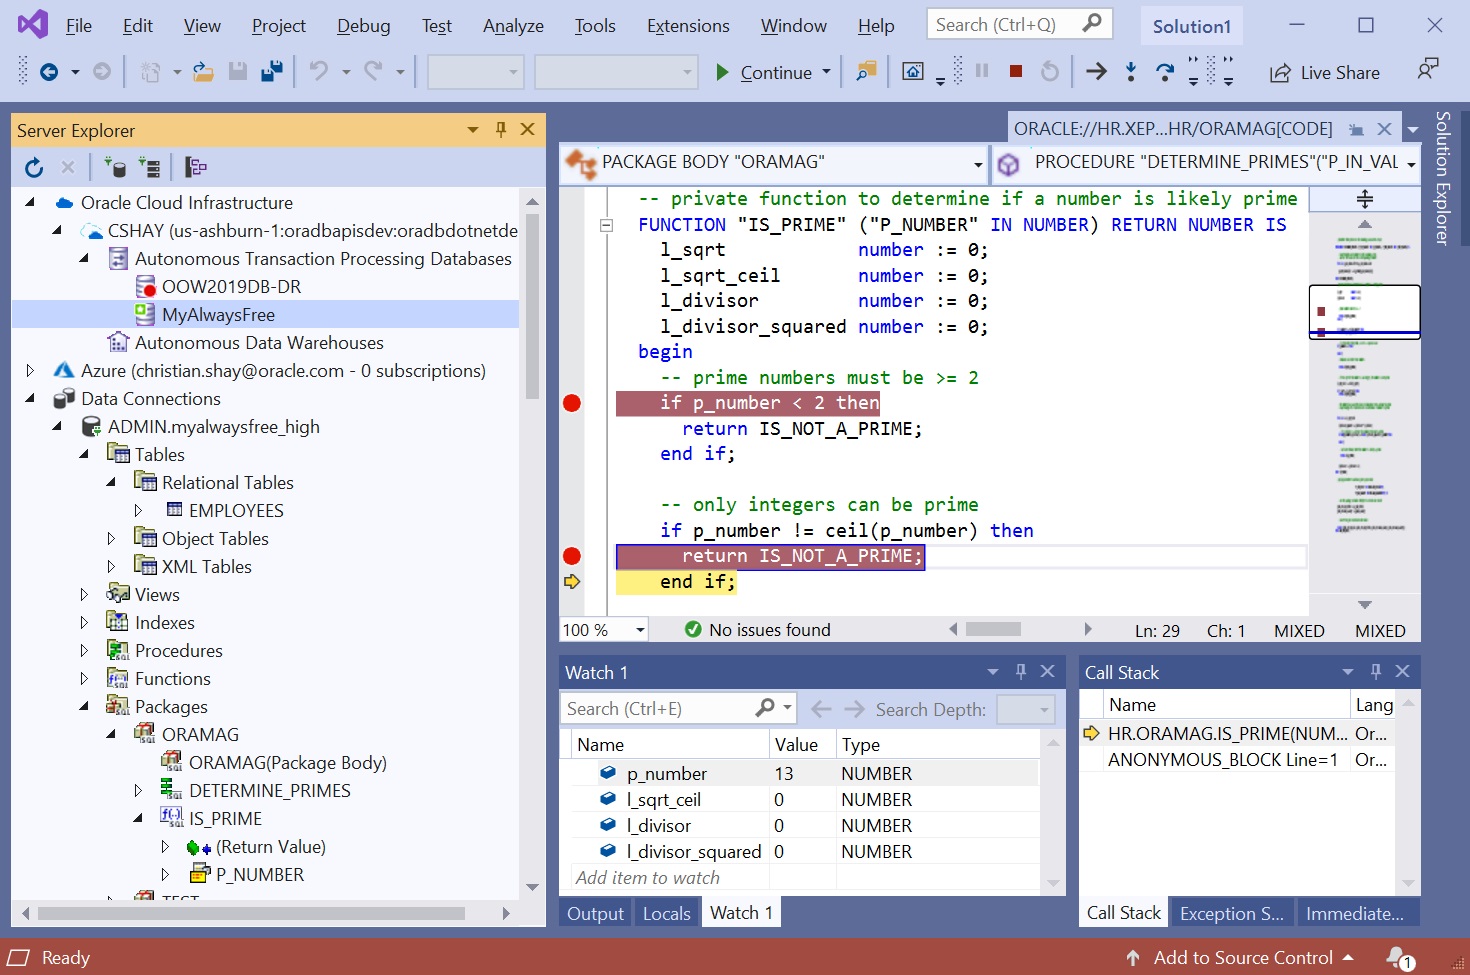 File Edit View Project Debug Test Analyze Tools Extensions Window Help Search (Ctrl+Q) Solution1
Continue Live Share
Server Explorer
Oracle Cloud Infrastructure
CSHAY (us-ashburn-1:oradbapisdev:oradbdotnetde
Autonomous Transaction Processing Databases
OOW2019DB-DR
MyAlwaysFree
Autonomous Data Warehouses
Azure (christian.shay@oracle.com - 0 subscriptions)
Data Connections
ADMIN.myalwaysfree_high
Tables
Relational Tables
EMPLOYEES
Object Tables
XML Tables
Views
Indexes
Procedures
Functions
Packages
ORAMAG
ORAMAG(Package Body)
DETERMINE_PRIMES
IS_PRIME
(Return Value)
P_NUMBER
TEST
ORACLE://HR.XEP...HR/ORAMAG[CODE]
PACKAGE BODY "ORAMAG"
PROCEDURE "DETERMINE_PRIMES"("P_IN_VAL
-- private function to determine if a number is likely prime
FUNCTION "IS_PRIME" ("P_NUMBER" IN NUMBER) RETURN NUMBER IS
l_sqrt number := 0;
l_sqrt_ceil number := 0;
l_divisor number := 0;
l_divisor_squared number := 0;
begin
-- prime numbers must be >= 2
if p_number < 2 then
return IS_NOT_A_PRIME;
end if;
-- only integers can be prime
if p_number != ceil(p_number) then
return IS_NOT_A_PRIME;
end if;
100 % No issues found Ln: 29 Ch: 1 MIXED MIXED
Solution Explorer
Watch 1
Search (Ctrl+E) Search Depth:
Name Value Type
p_number 13 NUMBER
l_sqrt_ceil 0 NUMBER
l_divisor 0 NUMBER
l_divisor_squared 0 NUMBER
Add item to watch
Output Locals Watch 1
Call Stack
Name Lang
HR.ORAMAG.IS_PRIME(NUM... Or...
ANONYMOUS_BLOCK Line=1 Or...
Call Stack Exception S... Immediate...
Ready Add to Source Control 1